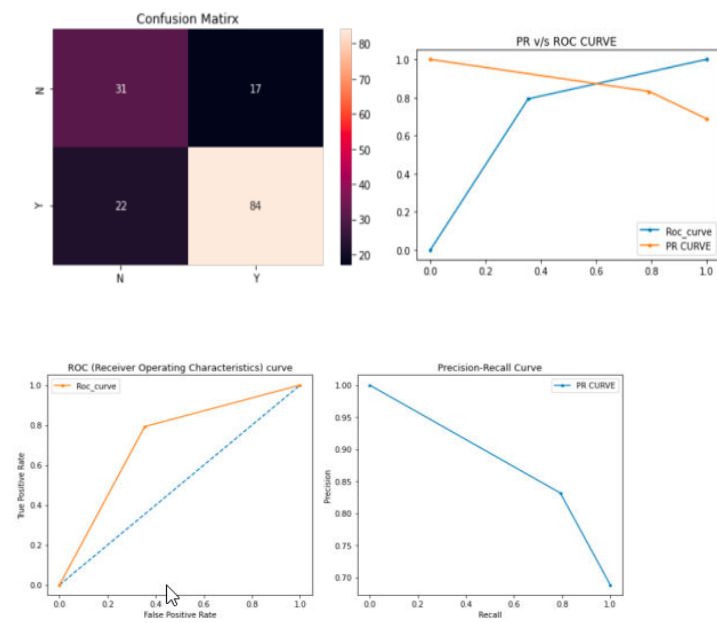 Confusion Matirx
N
31
17
Y
22
84
N
Y
80
70
60
50
40
30
20
PR v/s ROC CURVE
1.0
0.8
0.6
0.4
0.2
0.0
Roc_curve
PR CURVE
0.0 0.2 0.4 0.6 0.8 1.0
ROC (Receiver Operating Characteristics) curve
Roc_curve
True Positive Rate
1.0
0.8
0.6
0.4
0.2
0.0
0.0 0.2 0.4 0.6 0.8 1.0
False Positive Rate
Precision-Recall Curve
PR CURVE
Precision
1.00
0.95
0.90
0.85
0.80
0.75
0.70
0.0 0.2 0.4 0.6 0.8 1.0
Recall